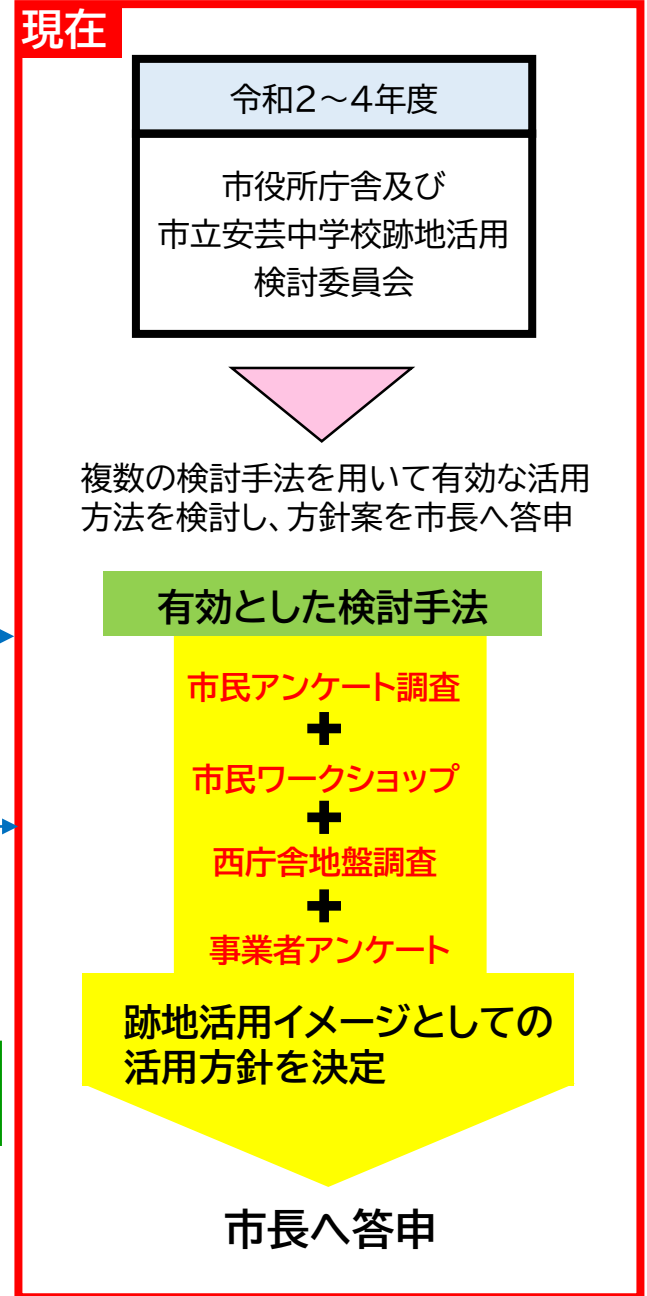 現在
令和2～4年度
市役所庁舎及び
市立安芸中学校跡地活用
検討委員会
複数の検討手法を用いて有効な活用
方法を検討し、方針案を市長へ答申
有効とした検討手法
市民アンケート調査
+
市民ワークショップ
+
西庁舎地盤調査
+
事業者アンケート
跡地活用イメージとしての
活用方針を決定
市長へ答申